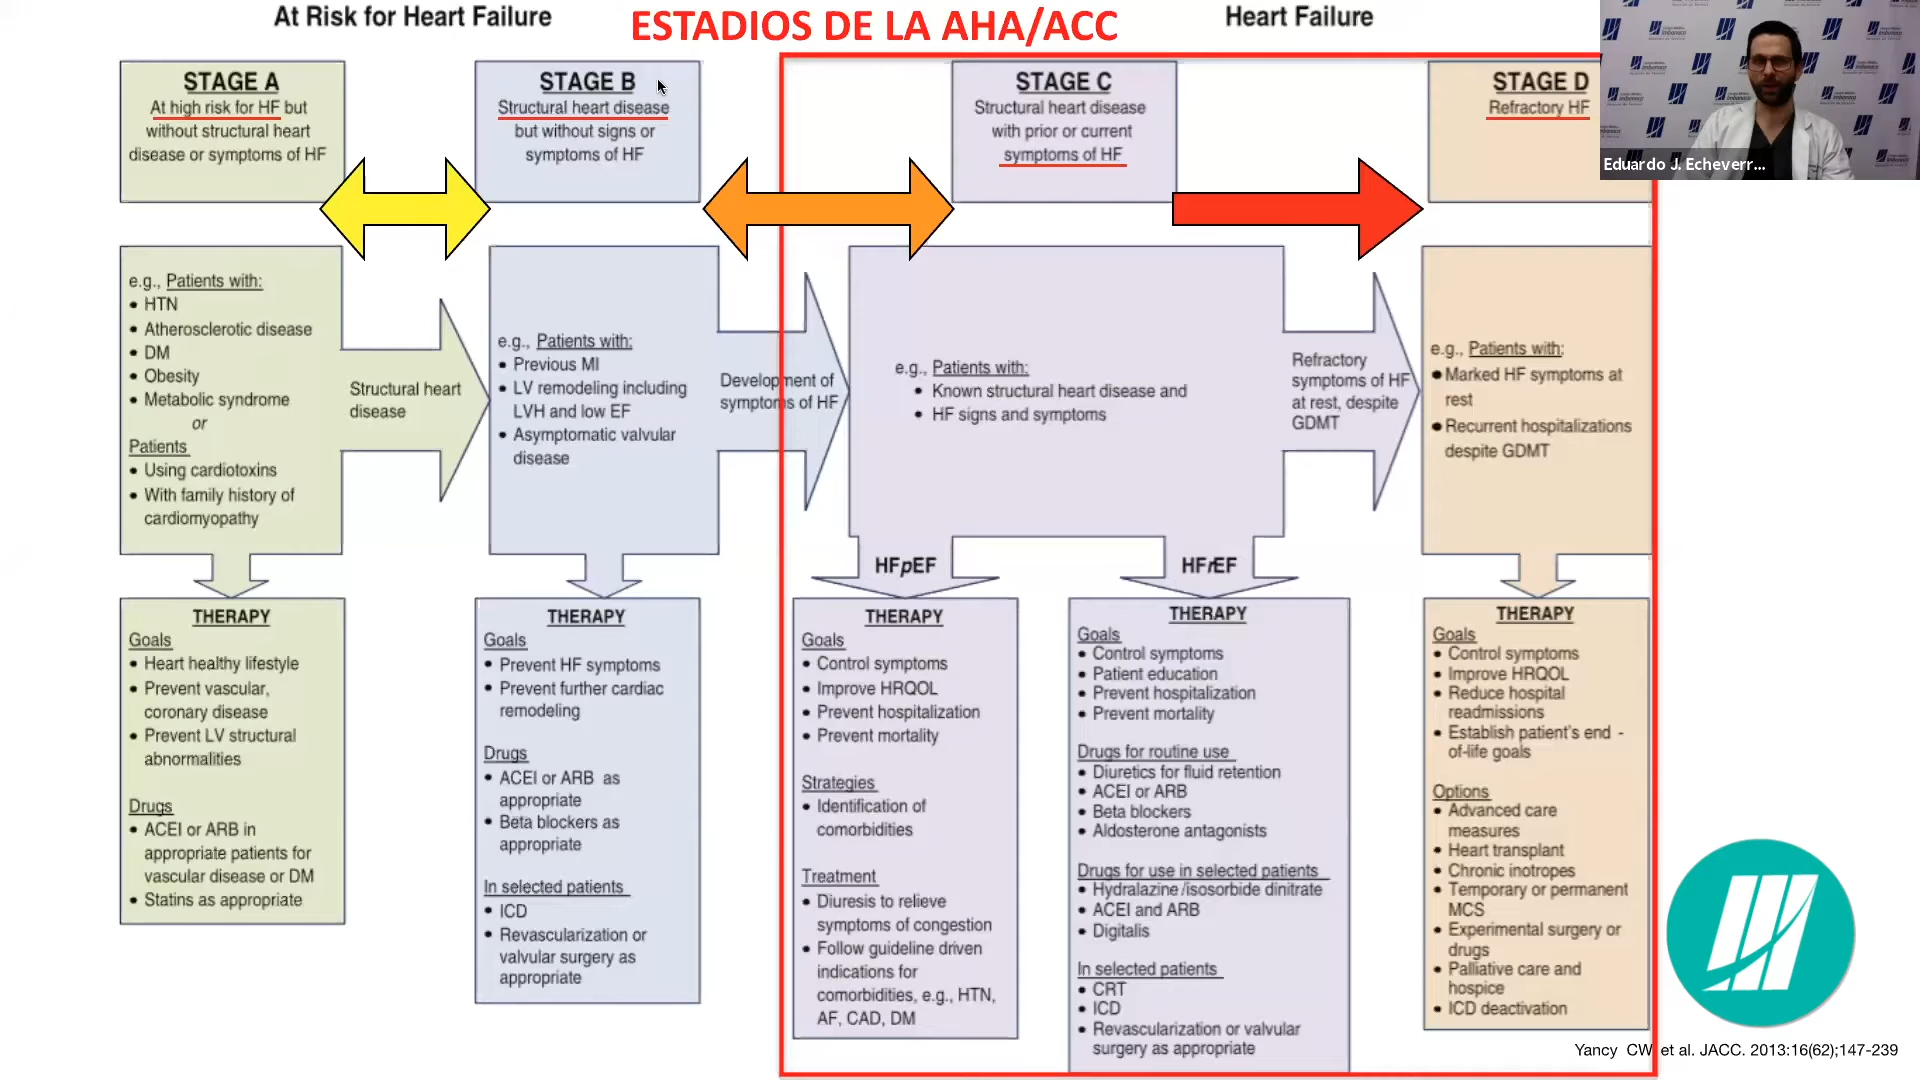 At Risk for Heart Failure
ESTADIOS DE LA AHA/ACC
Heart Failure
STAGE A
At high risk for HF but
without structural heart
disease or symptoms of HF
STAGE B
Structural heart disease
but without signs or
symptoms of HF
STAGE C
Structural heart disease
with prior or current
symptoms of HF
STAGE D
Refractory HF
Eduardo J. Echeverr...
e.g., Patients with:
• HTN
• Atherosclerotic disease
• DM
• Obesity
• Metabolic syndrome
or
Patients
• Using cardiotoxins
• With family history of
cardiomyopathy
Structural heart
disease
e.g., Patients with:
• Previous MI
• LV remodeling including
LVH and low EF
• Asymptomatic valvular
disease
Development of
symptoms of HF
e.g., Patients with:
• Known structural heart disease and
• HF signs and symptoms
Refractory
symptoms of HF
at rest, despite
GDMT
e.g., Patients with:
• Marked HF symptoms at
rest
• Recurrent hospitalizations
despite GDMT
HFpEF
HFrEF
THERAPY
Goals
• Heart healthy lifestyle
• Prevent vascular,
coronary disease
• Prevent LV structural
abnormalities
Drugs
• ACEI or ARB in
appropriate patients for
vascular disease or DM
• Statins as appropriate
THERAPY
Goals
• Prevent HF symptoms
• Prevent further cardiac
remodeling
Drugs
• ACEI or ARB as
appropriate
• Beta blockers as
appropriate
In selected patients
• ICD
• Revascularization or
valvular surgery as
appropriate
THERAPY
Goals
• Control symptoms
• Improve HRQOL
• Prevent hospitalization
• Prevent mortality
Strategies
• Identification of
comorbidities
Treatment
• Diuresis to relieve
symptoms of congestion
• Follow guideline driven
indications for
comorbidities, e.g., HTN,
AF, CAD, DM
THERAPY
Goals
• Control symptoms
• Patient education
• Prevent hospitalization
• Prevent mortality
Drugs for routine use
• Diuretics for fluid retention
• ACEI or ARB
• Beta blockers
• Aldosterone antagonists
Drugs for use in selected patients
• Hydralazine/isosorbide dinitrate
• ACEI and ARB
• Digitalis
In selected patients
• CRT
• ICD
• Revascularization or valvular
surgery as appropriate
THERAPY
Goals
• Control symptoms
• Improve HRQOL
• Reduce hospital
readmissions
• Establish patient's end -
of-life goals
Options
• Advanced care
measures
• Heart transplant
• Chronic inotropes
• Temporary or permanent
MCS
• Experimental surgery or
drugs
• Palliative care and
hospice
• ICD deactivation
Yancy CW et al. JACC. 2013:16(62);147-239